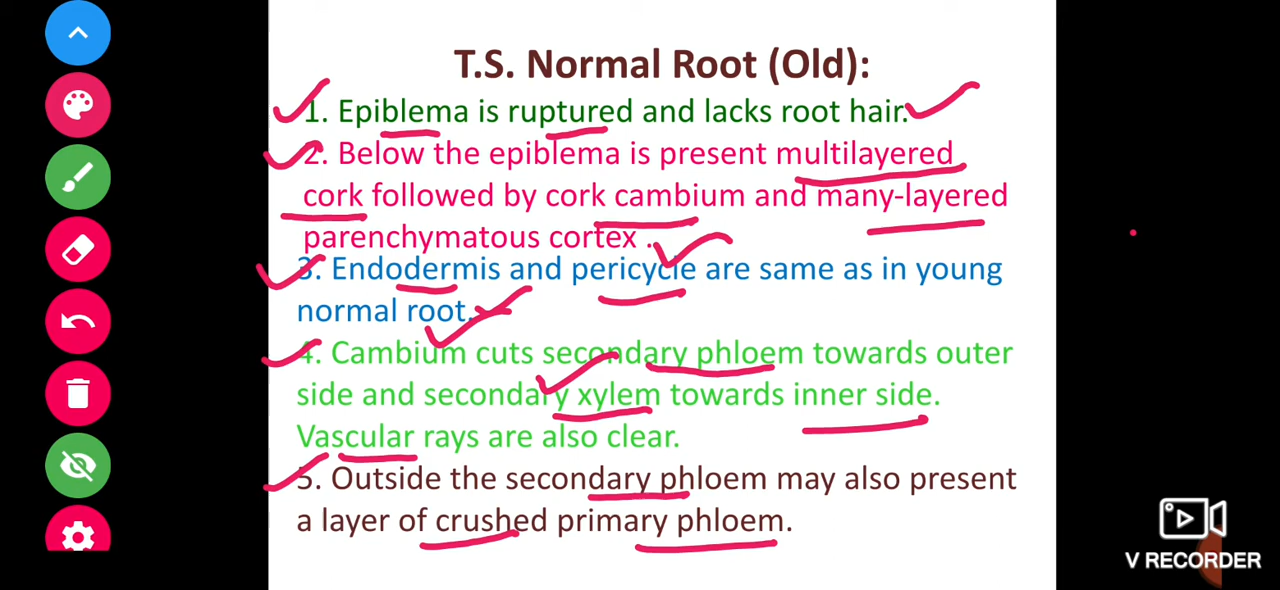 T.S. Normal Root (Old):
1. Epiblema is ruptured and lacks root hair.
2. Below the epiblema is present multilayered
cork followed by cork cambium and many-layered
parenchymatous cortex .
3. Endodermis and pericycle are same as in young
normal root.
4. Cambium cuts secondary phloem towards outer
side and secondary xylem towards inner side.
Vascular rays are also clear.
5. Outside the secondary phloem may also present
a layer of crushed primary phloem.
V RECORDER